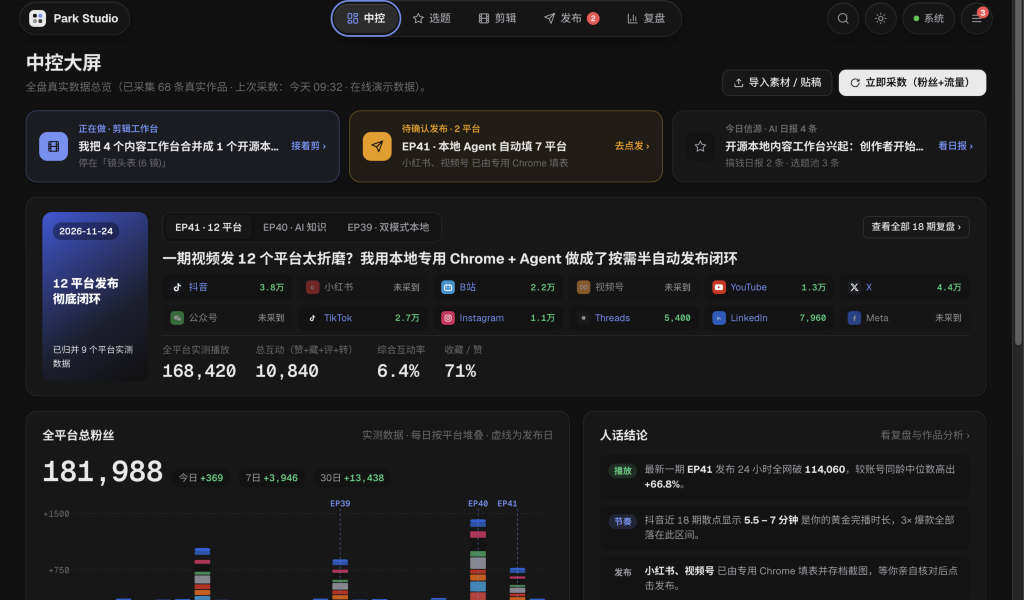 Park Studio
中控
选题
剪辑
发布 2
复盘
系统
3
中控大屏
全盘真实数据总览（已采集 68 条真实作品 · 上次采数：今天 09:32 · 在线演示数据）。
导入素材 / 贴稿
立即采数（粉丝+流量）
正在做 · 剪辑工作台
我把 4 个内容工作台合并成 1 个开源本...
接着剪 ›
停在「镜头表 (6 镜)」
待确认发布 · 2 平台
EP41 · 本地 Agent 自动填 7 平台
去点发 ›
小红书、视频号 已由专用 Chrome 填表
今日信源 · AI 日报 4 条
开源本地内容工作台兴起：创作者开始...
看日报 ›
搞钱日报 2 条 · 选题池 3 条
2026-11-24
12 平台发布
彻底闭环
已归并 9 个平台实测
数据
EP41 · 12 平台
EP40 · AI 知识
EP39 · 双模式本地
查看全部 18 期复盘 ›
一期视频发 12 个平台太折磨？我用本地专用 Chrome + Agent 做成了按需半自动发布闭环
抖音 3.8万
小红书 未采到
B站 2.2万
视频号 未采到
YouTube 1.3万
X 4.4万
公众号 未采到
TikTok 2.7万
Instagram 1.1万
Threads 5,400
LinkedIn 7,960
Meta 未采到
全平台实测播放
168,420
总互动（赞+藏+评+转）
10,840
综合互动率
6.4%
收藏 / 赞
71%
全平台总粉丝
实测数据 · 每日按平台堆叠 · 虚线为发布日
181,988
今日 +369
7日 +3,946
30日 +13,438
EP39
EP40
EP41
+1500
+750
人话结论
看复盘与作品分析 ›
播放
最新一期 EP41 发布 24 小时全网破 114,060，较账号同龄中位数高出
+66.8%。
节奏
抖音近 18 期散点显示 5.5 – 7 分钟 是你的黄金完播时长，3× 爆款全部
落在此区间。
发布
小红书、视频号 已由专用 Chrome 填表并存档截图，等你亲自核对后点
击发布。